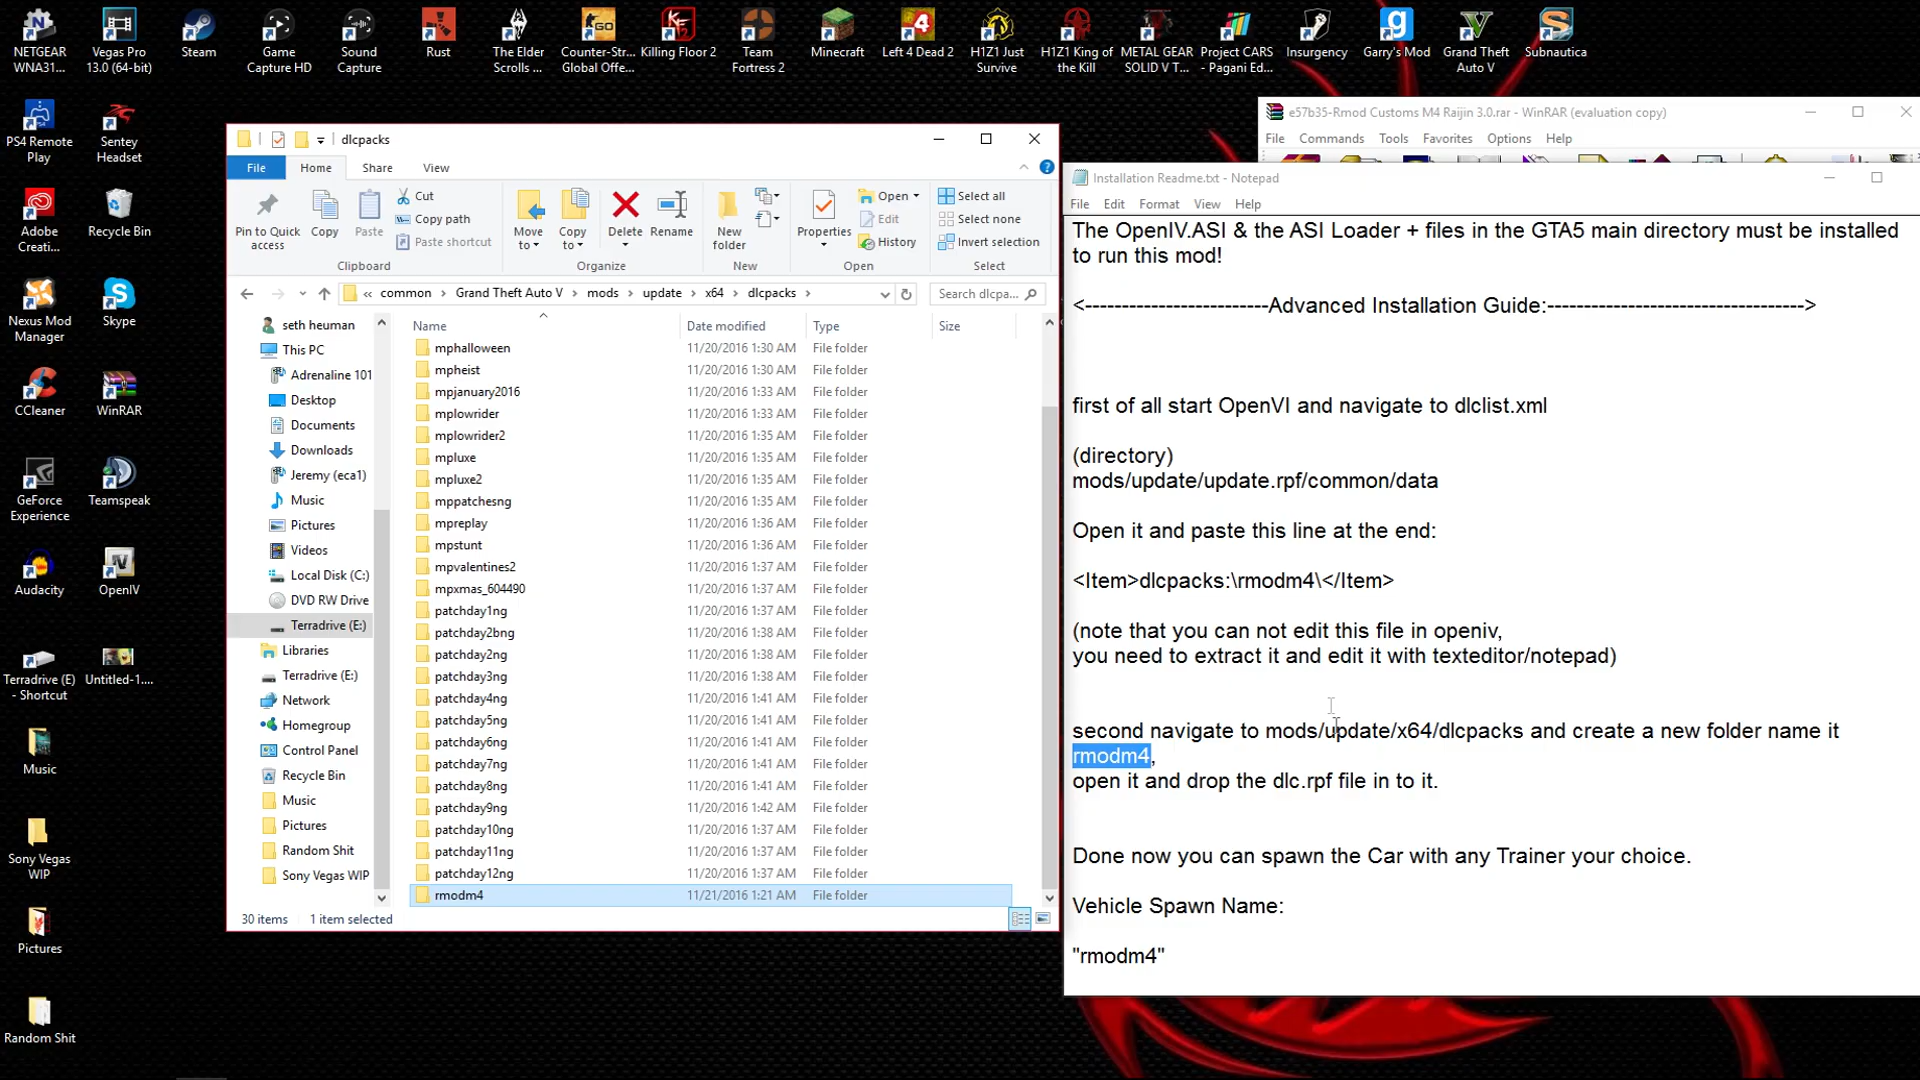 NETGEAR
WNA31...
Vegas Pro
13.0 (64-bit)
Steam
Game
Capture HD
Sound
Capture
Rust
The Elder
Scrolls ...
Counter-Str...
Global Offe...
Killing Floor 2
Team
Fortress 2
Minecraft
Left 4 Dead 2
H1Z1 Just
Survive
H1Z1 King of
the Kill
METAL GEAR
SOLID V T...
Project CARS
- Pagani Ed...
Insurgency
Garry's Mod
Grand Theft
Auto V
Subnautica
PS4 Remote
Play
Sentey
Headset
Adobe
Creati...
Recycle Bin
Nexus Mod
Manager
Skype
CCleaner
WinRAR
GeForce
Experience
Teamspeak
Audacity
OpenIV
Terradrive (E)
- Shortcut
Untitled-1....
Music
Sony Vegas
WIP
Pictures
Random Shit
dlcpacks
File
Home
Share
View
Pin to Quick
access
Copy
Paste
Cut
Copy path
Paste shortcut
Clipboard
Move
to
Copy
to
Delete
Rename
Organize
New
folder
New
Properties
Open
Edit
History
Open
Select all
Select none
Invert selection
Select
« common > Grand Theft Auto V > mods > update > x64 > dlcpacks >
Search dlcpa...
seth heuman
This PC
Adrenaline 101
Desktop
Documents
Downloads
Jeremy (eca1)
Music
Pictures
Videos
Local Disk (C:)
DVD RW Drive
Terradrive (E:)
Libraries
Terradrive (E:)
Network
Homegroup
Control Panel
Recycle Bin
Music
Pictures
Random Shit
Sony Vegas WIP
Name Date modified Type Size
mphalloween 11/20/2016 1:30 AM File folder
mpheist 11/20/2016 1:30 AM File folder
mpjanuary2016 11/20/2016 1:33 AM File folder
mplowrider 11/20/2016 1:35 AM File folder
mplowrider2 11/20/2016 1:35 AM File folder
mpluxe 11/20/2016 1:35 AM File folder
mpluxe2 11/20/2016 1:35 AM File folder
mppatchesng 11/20/2016 1:35 AM File folder
mpreplay 11/20/2016 1:36 AM File folder
mpstunt 11/20/2016 1:36 AM File folder
mpvalentines2 11/20/2016 1:37 AM File folder
mpxmas_604490 11/20/2016 1:37 AM File folder
patchday1ng 11/20/2016 1:37 AM File folder
patchday2bng 11/20/2016 1:38 AM File folder
patchday2ng 11/20/2016 1:38 AM File folder
patchday3ng 11/20/2016 1:38 AM File folder
patchday4ng 11/20/2016 1:41 AM File folder
patchday5ng 11/20/2016 1:41 AM File folder
patchday6ng 11/20/2016 1:41 AM File folder
patchday7ng 11/20/2016 1:41 AM File folder
patchday8ng 11/20/2016 1:41 AM File folder
patchday9ng 11/20/2016 1:42 AM File folder
patchday10ng 11/20/2016 1:37 AM File folder
patchday11ng 11/20/2016 1:37 AM File folder
patchday12ng 11/20/2016 1:37 AM File folder
rmodm4 11/21/2016 1:21 AM File folder
30 items 1 item selected
e57b35-Rmod Customs M4 Raijin 3.0.rar - WinRAR (evaluation copy)
File Commands Tools Favorites Options Help
Installation Readme.txt - Notepad
File Edit Format View Help
The OpenIV.ASI & the ASI Loader + files in the GTA5 main directory must be installed
to run this mod!
<-------------------------Advanced Installation Guide:----------------------------------->
first of all start OpenVI and navigate to dlclist.xml
(directory)
mods/update/update.rpf/common/data
Open it and paste this line at the end:
<Item>dlcpacks:\rmodm4\</Item>
(note that you can not edit this file in openiv,
you need to extract it and edit it with texteditor/notepad)
second navigate to mods/update/x64/dlcpacks and create a new folder name it
rmodm4,
open it and drop the dlc.rpf file in to it.
Done now you can spawn the Car with any Trainer your choice.
Vehicle Spawn Name:
"rmodm4"